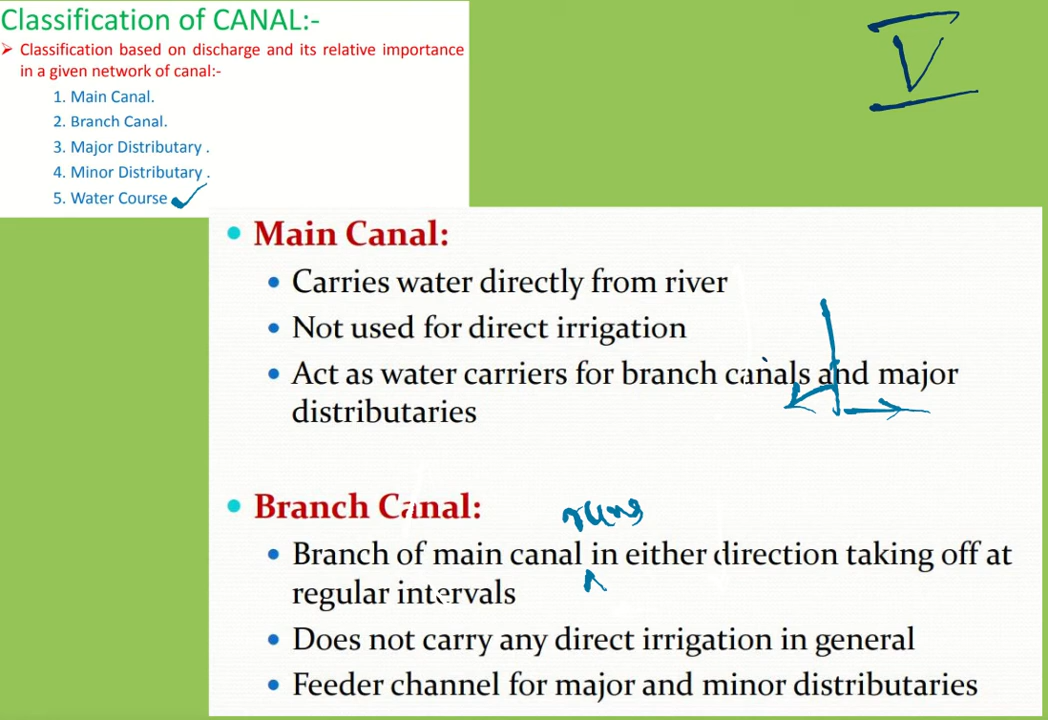 Classification of CANAL:-
➢ Classification based on discharge and its relative importance
in a given network of canal:-
1. Main Canal.
2. Branch Canal.
3. Major Distributary .
4. Minor Distributary .
5. Water Course
V
• Main Canal:
• Carries water directly from river
• Not used for direct irrigation
• Act as water carriers for branch canals and major
distributaries
• Branch Canal:
runs
• Branch of main canal in either direction taking off at
regular intervals
• Does not carry any direct irrigation in general
• Feeder channel for major and minor distributaries